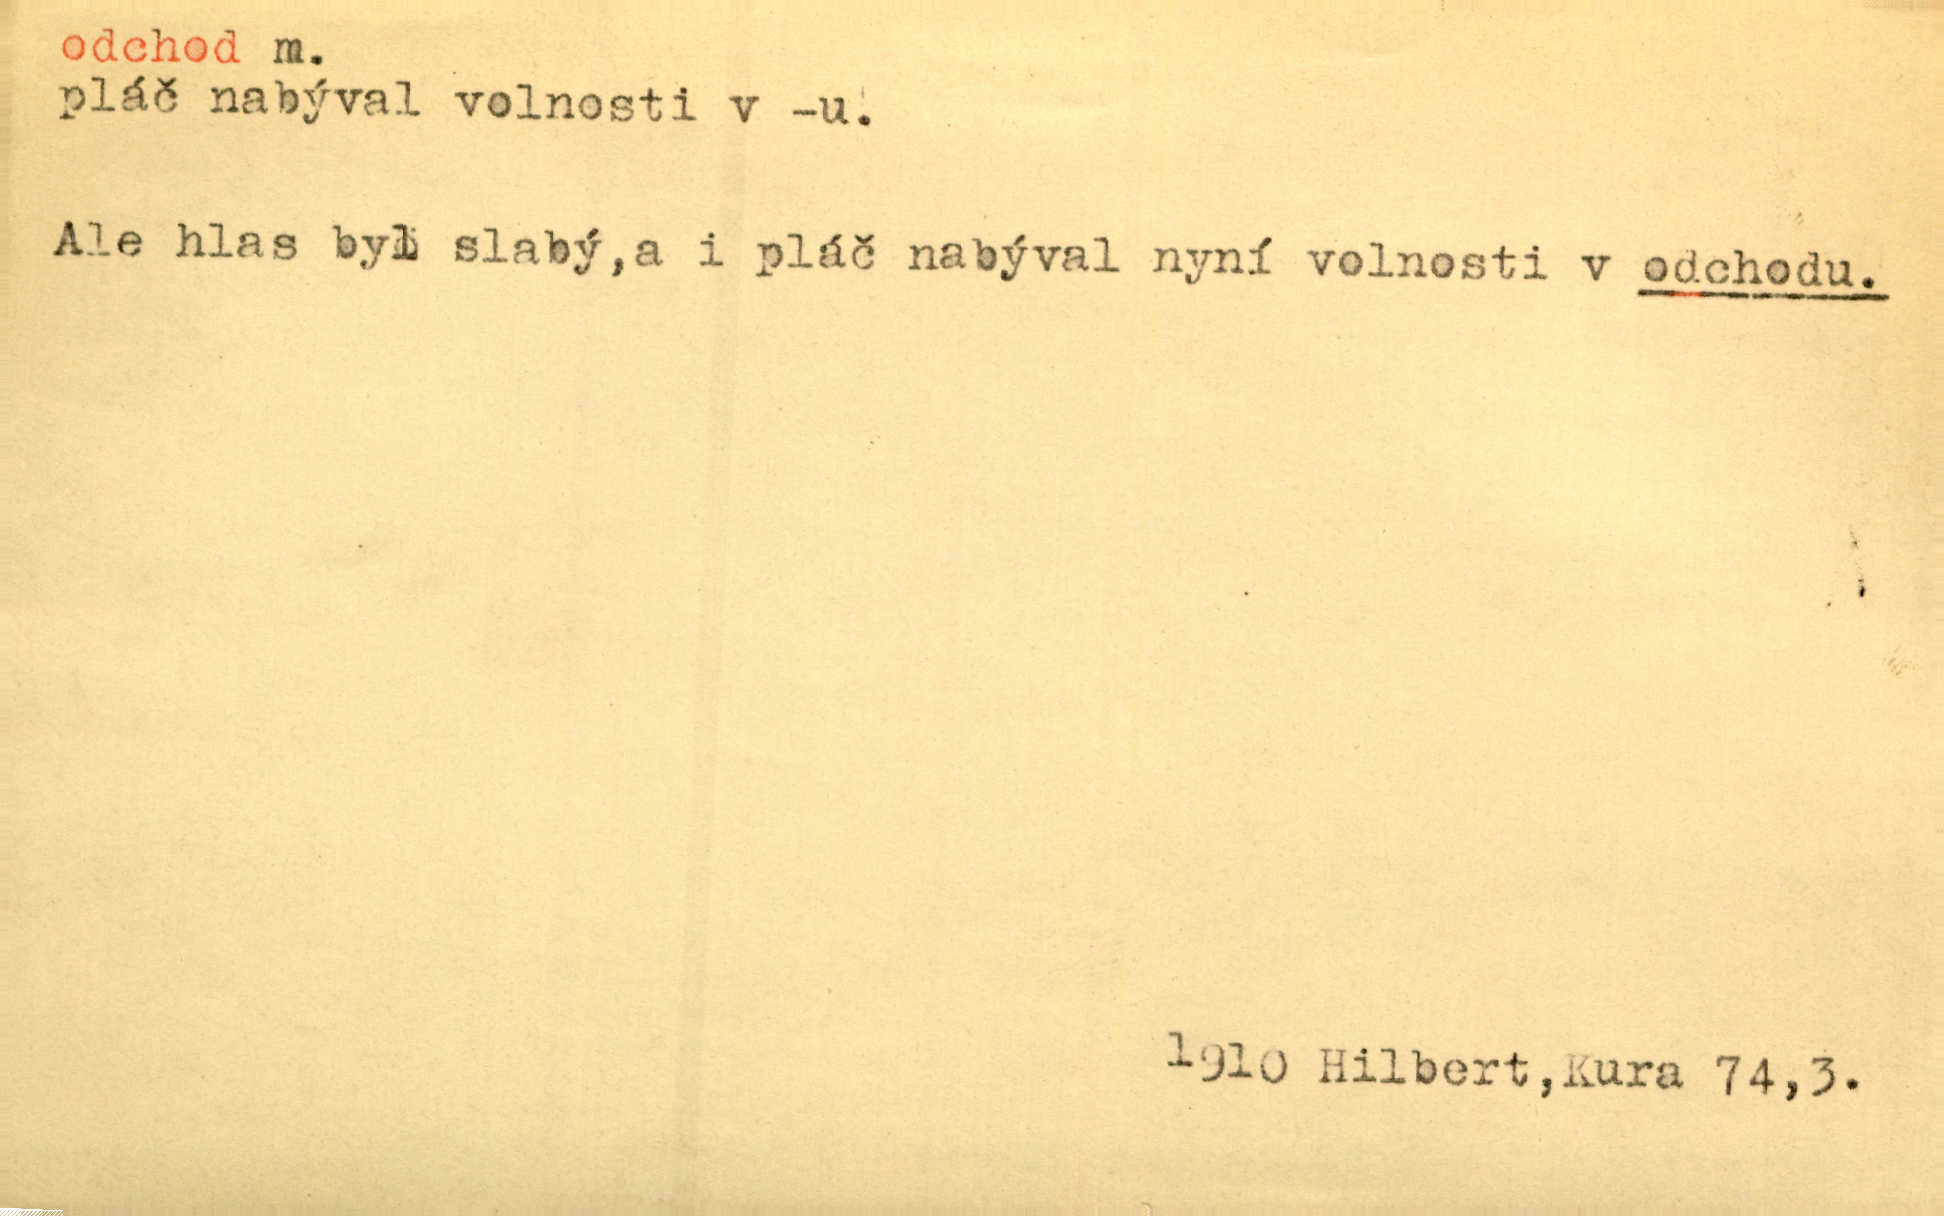 odchod m.
pláč nabýval volnosti v -u.
Ale hlas byl slabý,a i pláč nabýval nyní volnosti v odchodu.
1910 Hilbert,Kura 74,3.